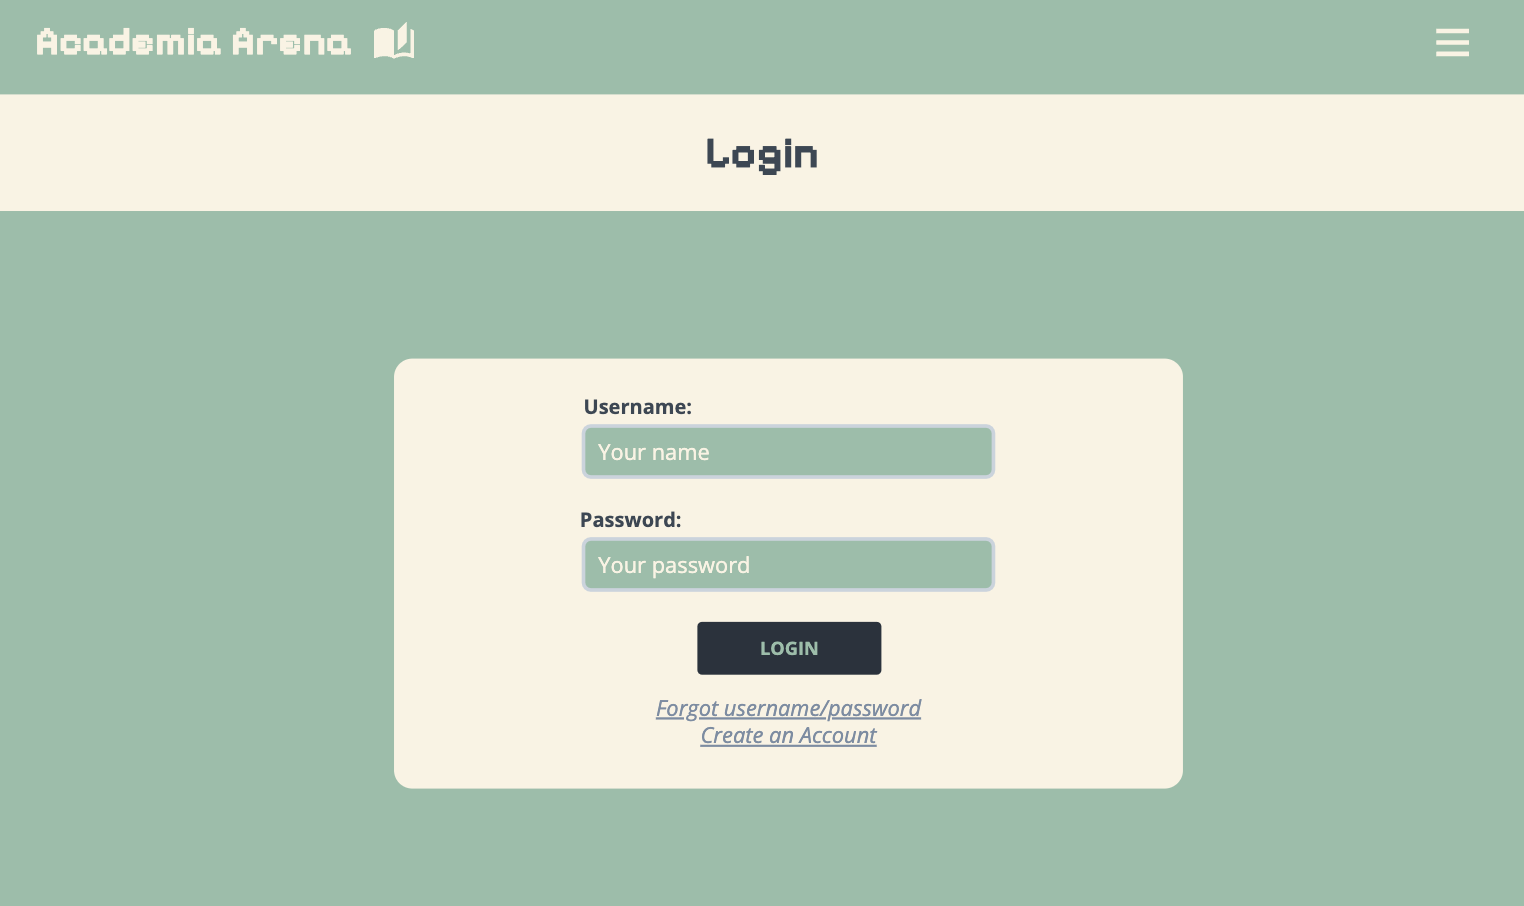 Academia Arena
Login
Username:
Your name
Password:
Your password
LOGIN
Forgot username/password
Create an Account